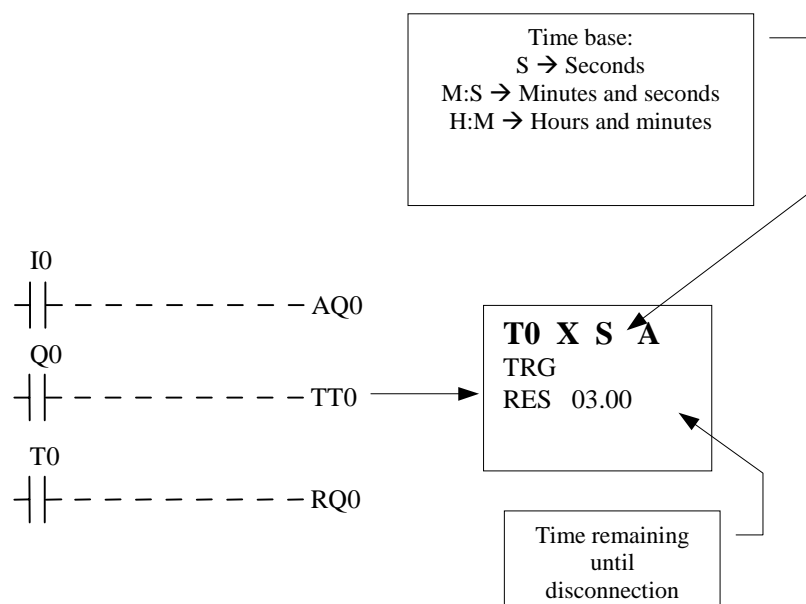 Time base:
S → Seconds
M:S → Minutes and seconds
H:M → Hours and minutes
I0
AQ0
Q0
TT0
T0
RQ0
T0 X S A
TRG
RES 03.00
Time remaining
until
disconnection